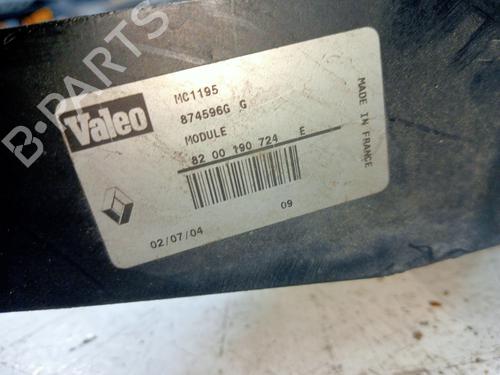 B-PARTS
Valeo
MC1195
874596G G
MODULE
82 00 190 724 E
02/07/04
09
MADE IN FRANCE